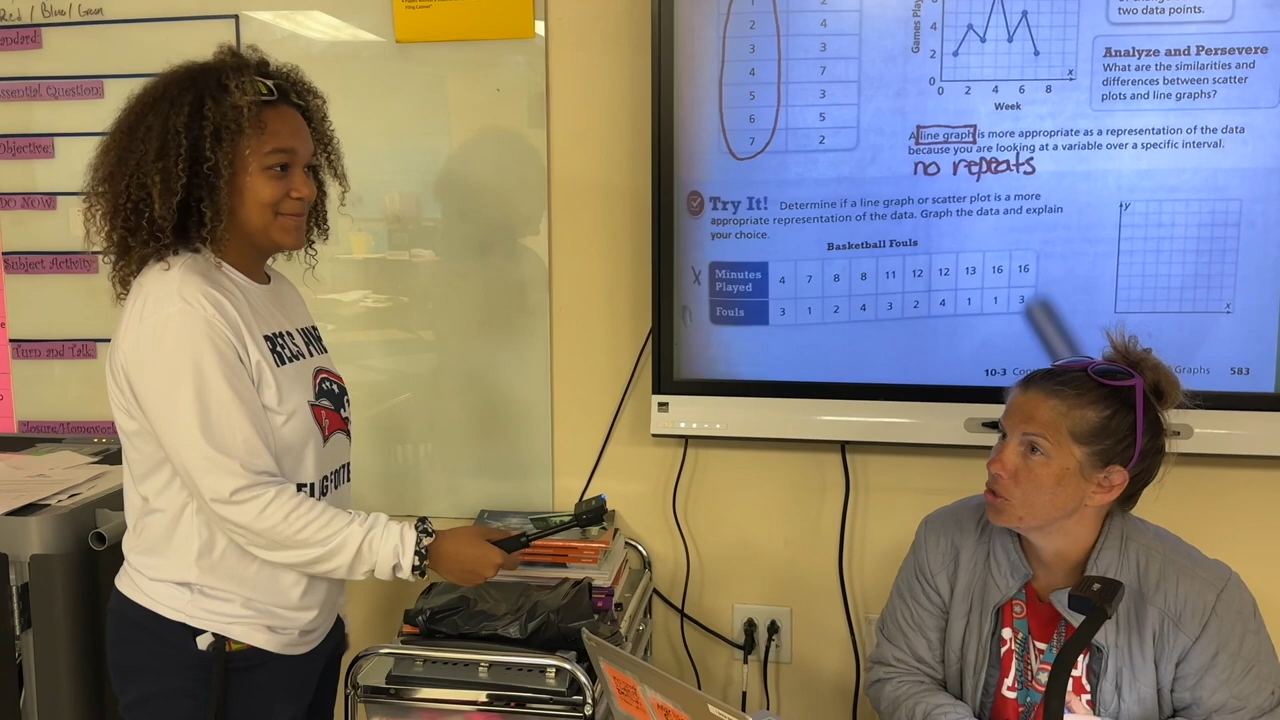 Red / Blue / Green
Standard:
Essential Question:
Objective:
DO NOW:
Subject Activity
Turn and Talk:
Closure/Homework
Filing Cabinet"
2 4
3 3
4 7
5 3
6 5
7 2
Games Play
6
4
2
0
0 2 4 6 8
x
Week
two data points.
Analyze and Persevere
What are the similarities and
differences between scatter
plots and line graphs?
A line graph is more appropriate as a representation of the data
because you are looking at a variable over a specific interval.
no repeats
Try It! Determine if a line graph or scatter plot is a more
appropriate representation of the data. Graph the data and explain
your choice.
Basketball Fouls
X Minutes Played 4 7 8 8 11 12 12 13 16 16
Fouls 3 1 2 4 3 2 4 1 1 3
y
x
10-3 Graphs 583